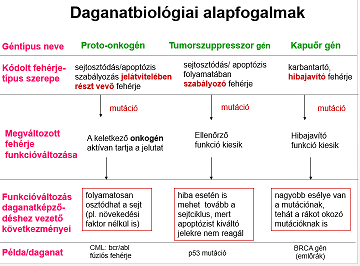 Daganatbiológiai alapfogalmak
Géntípus neve Proto-onkogén Tumorszuppresszor gén Kapuőr gén
Kódolt fehérje-
típus szerepe
sejtosztódás/apoptózis
szabályozás jelátvitelében
részt vevő fehérje
sejtosztódás/ apoptózis
folyamatában
szabályozó fehérje
karbantartó,
hibajavító fehérje
mutáció mutáció mutáció
Megváltozott
fehérje
funkcióváltozása
A keletkező onkogén
aktívan tartja a jelutat
Ellenőrző
funkció kiesik
Hibajavító
funkció kiesik
Funkcióváltozás
daganatképző-
déshez vezető
következményei
folyamatosan
osztódhat a sejt
(pl. növekedési
faktor nélkül is)
hiba esetén is
mehet tovább a
sejtciklus, mert
apoptózist kiváltó
jelekre nem reagál
nagyobb esélye van
a mutációnak,
tehát a rákot okozó
mutációknak is
Példa/daganat
CML: bcr/abl
fúziós fehérje
p53 mutáció
BRCA gén
(emlőrák)